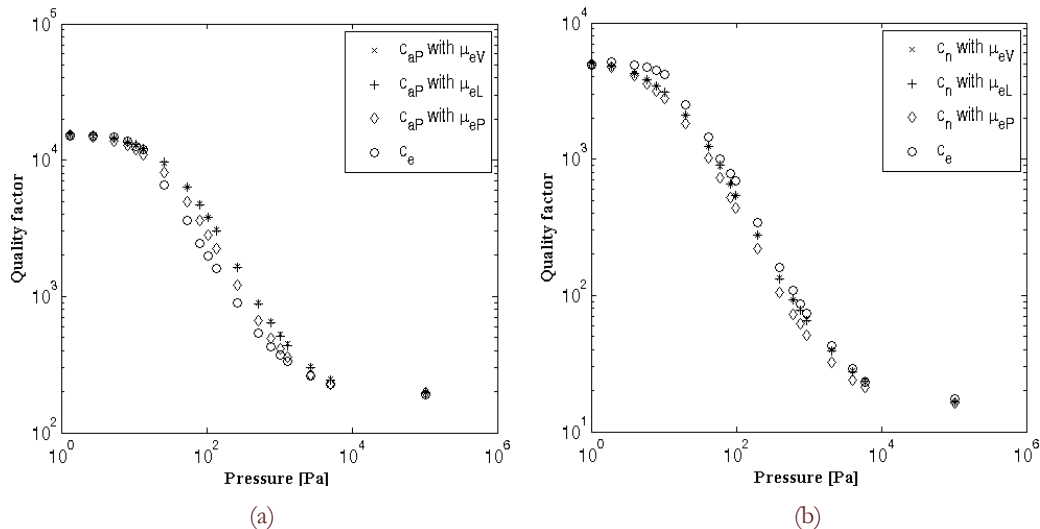 10^6
10^5
10^4
10^3
10^2
Quality factor
c_aP with μ_eV
c_aP with μ_eL
c_aP with μ_eP
c_e
10^0
10^2
10^4
10^6
Pressure [Pa]
(a)
10^4
10^3
10^2
10^1
Quality factor
c_n with μ_eV
c_n with μ_eL
c_n with μ_eP
c_e
10^0
10^2
10^4
10^6
Pressure [Pa]
(b)